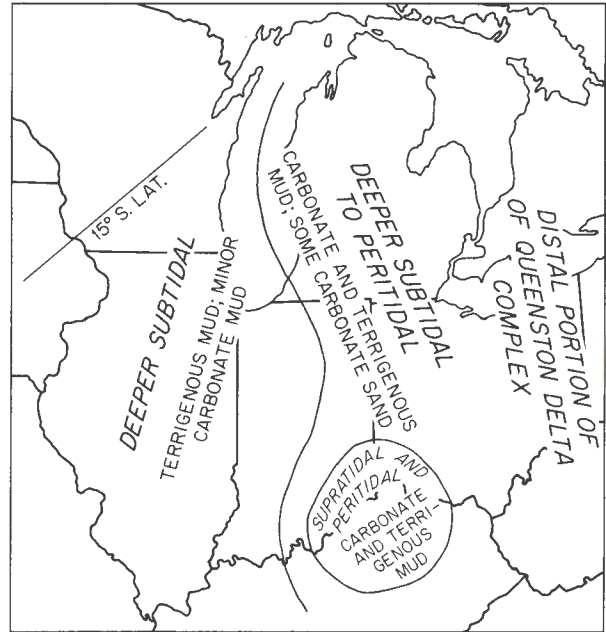 15° S. LAT.
DEEPER SUBTIDAL
TERRIGENOUS MUD; MINOR
CARBONATE MUD
CARBONATE AND TERRIGENOUS
MUD; SOME CARBONATE SAND
DEEPER SUBTIDAL
TO PERITIDAL
DISTAL PORTION OF
OF QUEENSTON DELTA
COMPLEX
SUPRATIDAL AND
PERITIDAL
CARBONATE
AND TERRI-
GENOUS
MUD